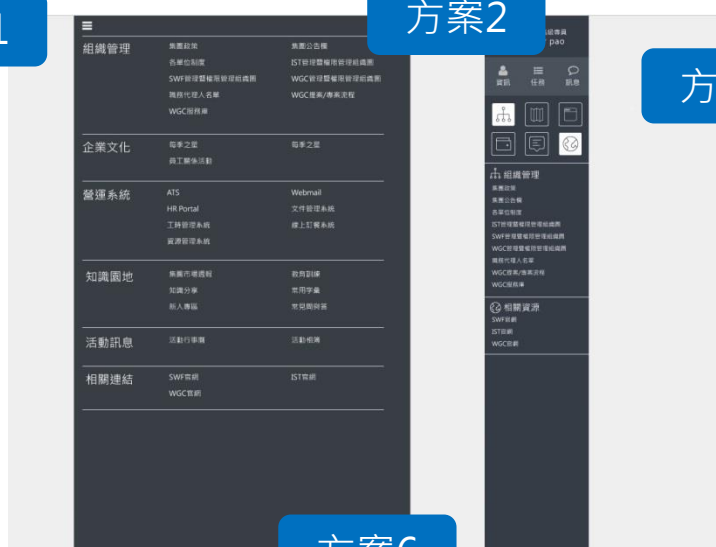 1
方案2
方
組織管理
集團政策
集團公告欄
各單位制度
IST管理暨權限管理組織圖
SWF管理暨權限管理組織圖
WGC管理暨權限管理組織圖
職務代理人名單
WGC提案/專案流程
WGC服務庫
企業文化
每季之星
每季之星
員工關係活動
營運系統
ATS
Webmail
HR Portal
文件管理系統
工時管理系統
線上訂餐系統
資源管理系統
知識園地
集團市場週報
教育訓練
知識分享
常用字彙
新人專區
常見問與答
活動訊息
活動行事曆
活動相簿
相關連結
SWF官網
IST官網
WGC官網
pao
資訊
任務
訊息
組織管理
集團政策
集團公告欄
各單位制度
IST管理暨權限管理組織圖
SWF管理暨權限管理組織圖
WGC管理暨權限管理組織圖
職務代理人名單
WGC提案/專案流程
WGC服務庫
相關資源
SWF官網
IST官網
WGC官網
方案6